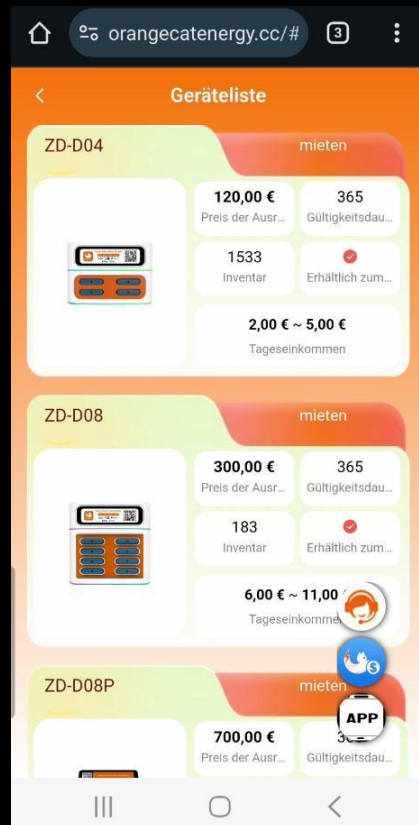 orangecatenergy.cc/#
3
Geräteliste
ZD-D04
mieten
120,00 €
365
Preis der Ausr...
Gültigkeitsdau...
1533
Inventar
Erhältlich zum...
2,00 € ~ 5,00 €
Tageseinkommen
ZD-D08
mieten
300,00 €
365
Preis der Ausr...
Gültigkeitsdau...
183
Inventar
Erhältlich zum...
6,00 € ~ 11,00
ZD-D08P
mieten
APP
700,00 €
Preis der Ausr...
Gültigkeitsdau...